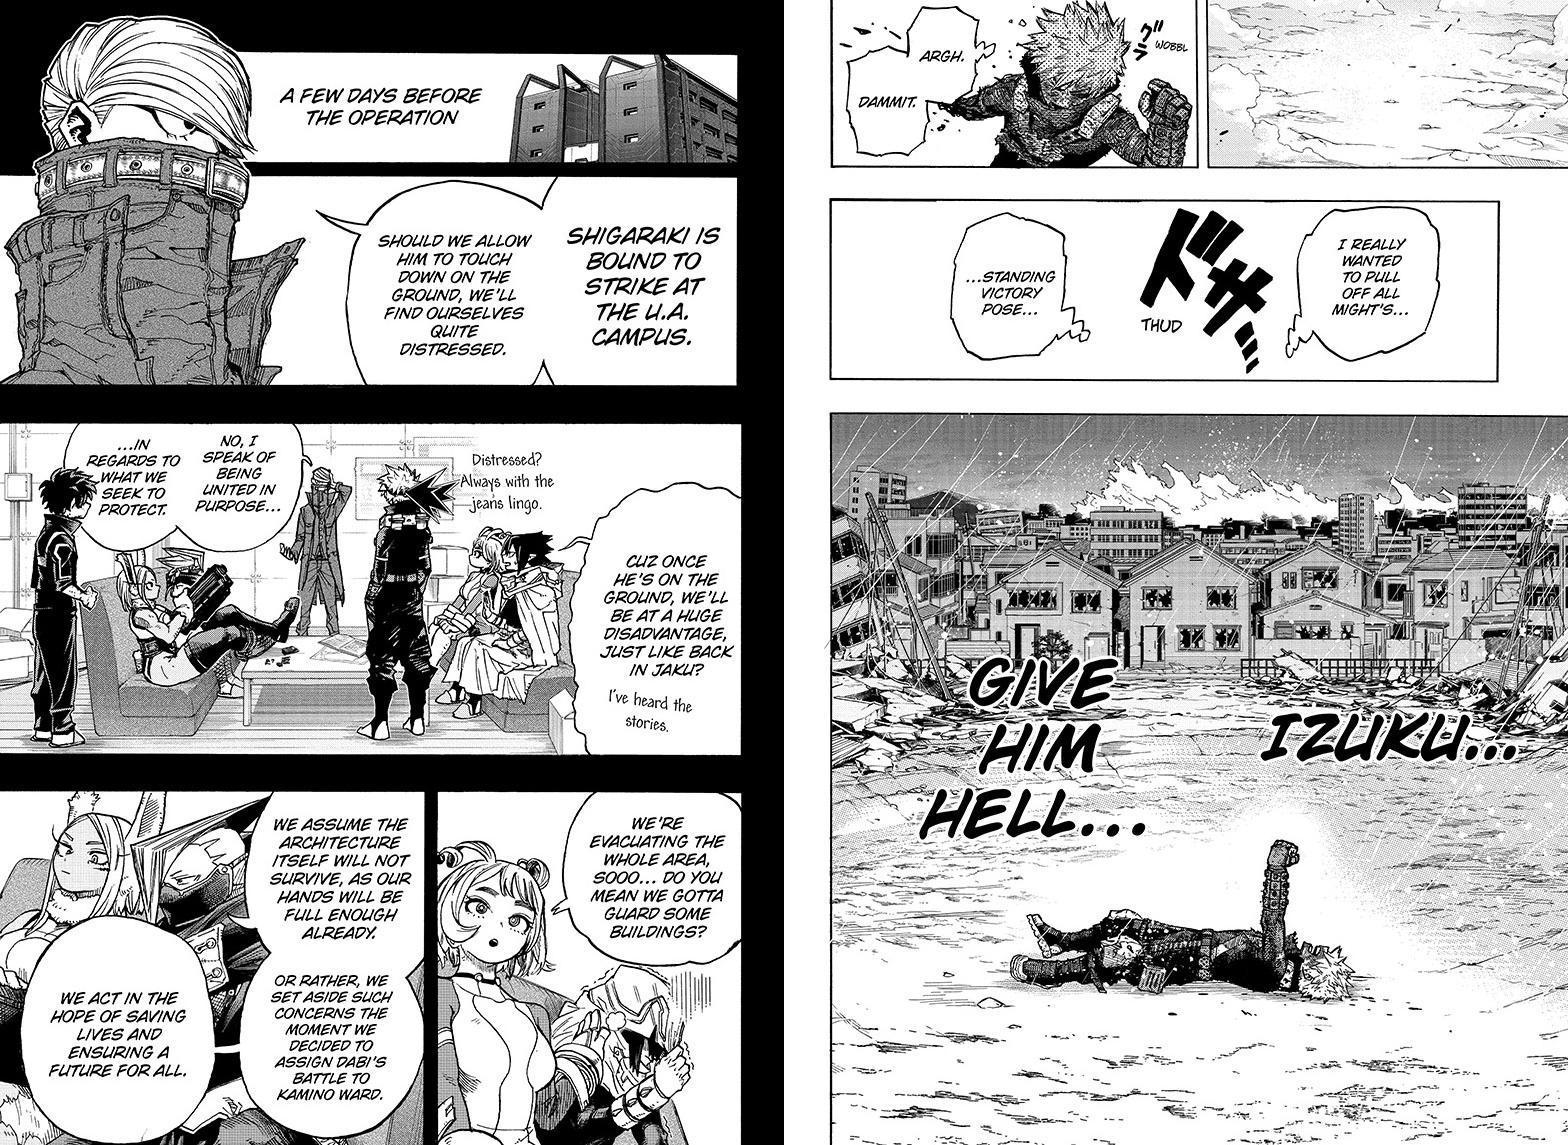 ARGH.
DAMMIT.
グラ
WOBBL
I REALLY
WANTED
TO PULL
OFF ALL
MIGHT'S...
ドサッ
THUD
...STANDING
VICTORY
POSE...
IZUKU...
GIVE
HIM
HELL...
A FEW DAYS BEFORE
THE OPERATION
SHIGARAKI IS
BOUND TO
STRIKE AT
THE U.A.
CAMPUS.
SHOULD WE ALLOW
HIM TO TOUCH
DOWN ON THE
GROUND, WE'LL
FIND OURSELVES
QUITE
DISTRESSED.
CUZ ONCE
HE'S ON THE
GROUND, WE'LL
BE AT A HUGE
DISADVANTAGE,
JUST LIKE BACK
IN JAKU?
I've heard the
stories.
Distressed?
Always with the
jeans lingo.
NO, I
SPEAK OF
BEING
UNITED IN
PURPOSE...
...IN
REGARDS TO
WHAT WE
SEEK TO
PROTECT.
WE'RE
EVACUATING THE
WHOLE AREA,
SOOO... DO YOU
MEAN WE GOTTA
GUARD SOME
BUILDINGS?
WE ASSUME THE
ARCHITECTURE
ITSELF WILL NOT
SURVIVE, AS OUR
HANDS WILL BE
FULL ENOUGH
ALREADY.
OR RATHER, WE
SET ASIDE SUCH
CONCERNS THE
MOMENT WE
DECIDED TO
ASSIGN DABI'S
BATTLE TO
KAMINO WARD.
WE ACT IN THE
HOPE OF SAVING
LIVES AND
ENSURING A
FUTURE FOR ALL.